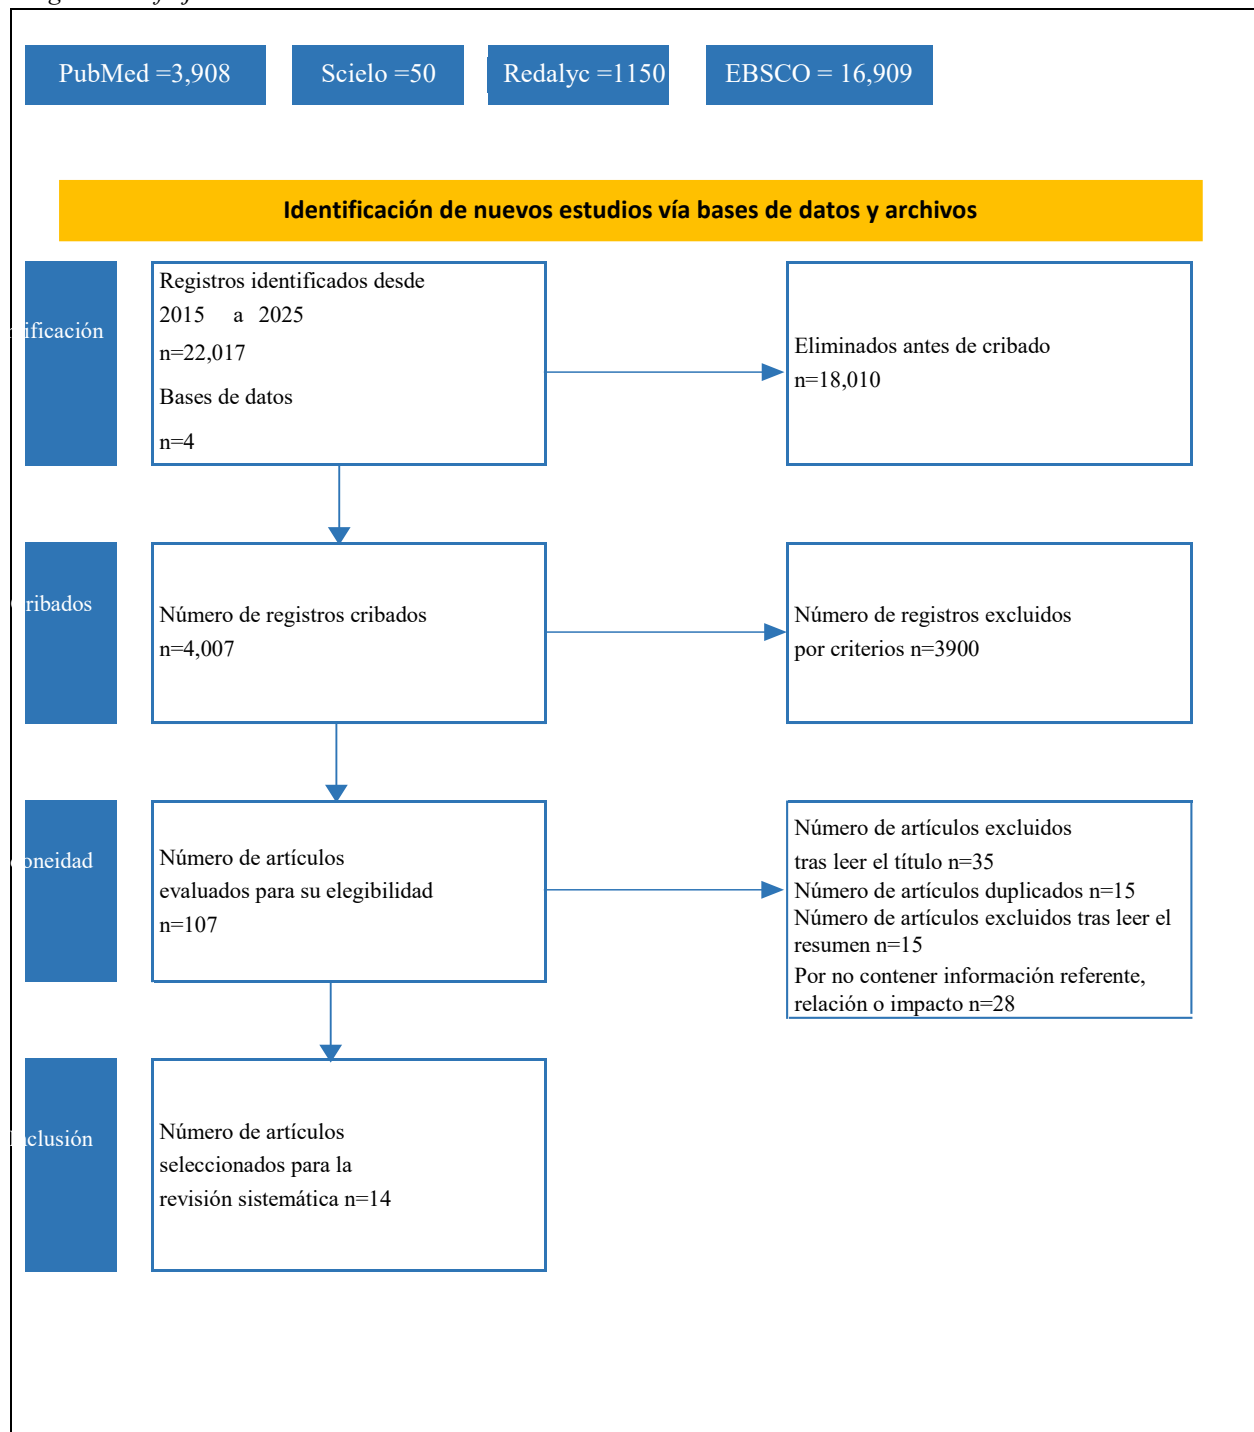 PubMed =3,908
Scielo =50
Redalyc =1150
EBSCO = 16,909
Identificación de nuevos estudios vía bases de datos y archivos
Registros identificados desde
2015 a 2025
n=22,017
Bases de datos
n=4
Eliminados antes de cribado
n=18,010
Número de registros cribados
n=4,007
Número de registros excluidos
por criterios n=3900
Número de artículos
evaluados para su elegibilidad
n=107
Número de artículos excluidos
tras leer el título n=35
Número de artículos duplicados n=15
Número de artículos excluidos tras leer el
resumen n=15
Por no contener información referente,
relación o impacto n=28
Número de artículos
seleccionados para la
revisión sistemática n=14